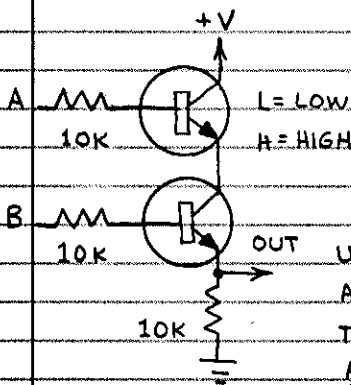 +V
A
10K
L = LOW
H = HIGH
B
10K
OUT
10K